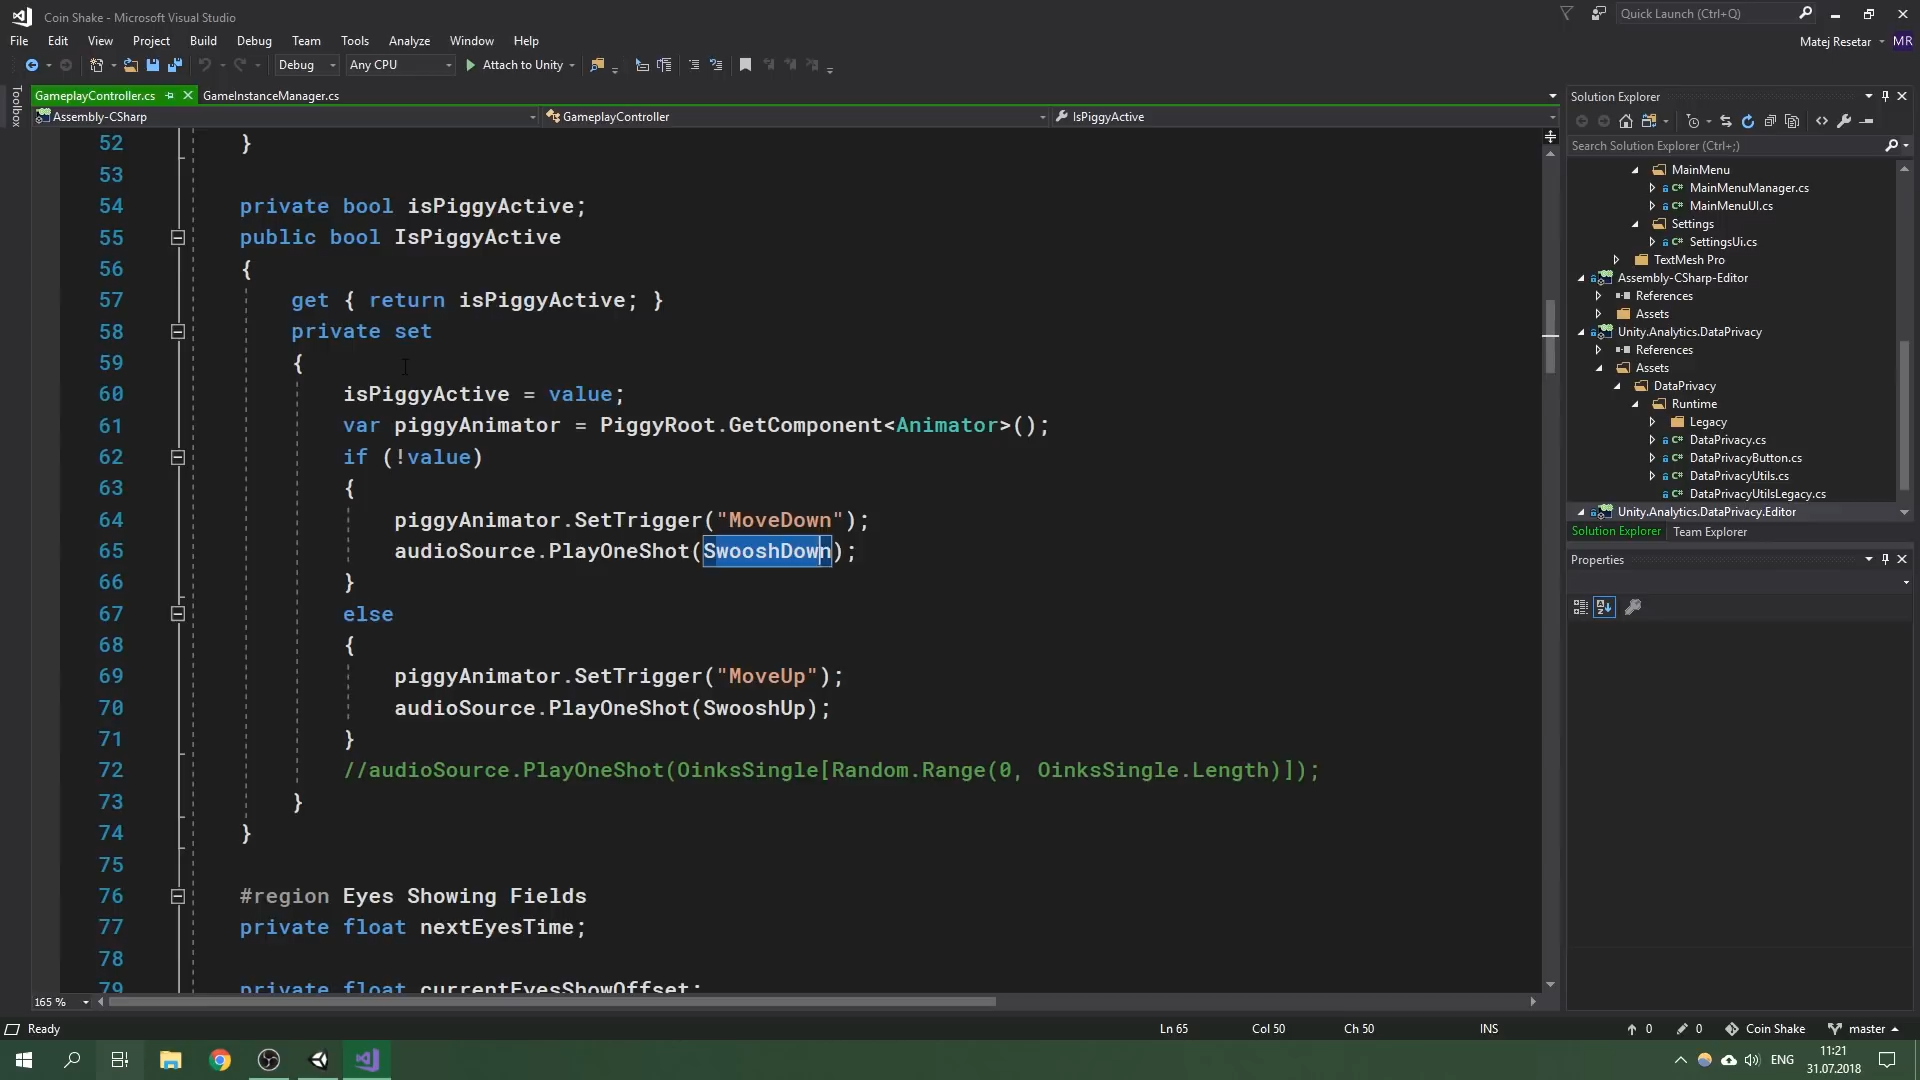 Coin Shake - Microsoft Visual Studio
Quick Launch (Ctrl+Q)
File Edit View Project Build Debug Team Tools Test Analyze Window Help
Matej Resetar MR
Debug Any CPU Attach to Unity
Toolbox
GameplayController.cs GameInstanceManager.cs
Assembly-CSharp GameplayController IsPiggyActive
52 }
53
54 private bool isPiggyActive;
55 public bool IsPiggyActive
56 {
57 get { return isPiggyActive; }
58 private set
59 {
60 isPiggyActive = value;
61 var piggyAnimator = PiggyRoot.GetComponent<Animator>();
62 if (!value)
63 {
64 piggyAnimator.SetTrigger("MoveDown");
65 audioSource.PlayOneShot(SwooshDown);
66 }
67 else
68 {
69 piggyAnimator.SetTrigger("MoveUp");
70 audioSource.PlayOneShot(SwooshUp);
71 }
72 //audioSource.PlayOneShot(OinksSingle[Random.Range(0, OinksSingle.Length)]);
73 }
74 }
75
76 #region Eyes Showing Fields
77 private float nextEyesTime;
78
79 private float currentEyesShowOffset;
165 %
Solution Explorer
Search Solution Explorer (Ctrl+;)
MainMenu
C# MainMenuManager.cs
C# MainMenuUI.cs
Settings
C# SettingsUi.cs
TextMesh Pro
Assembly-CSharp-Editor
References
Assets
Unity.Analytics.DataPrivacy
References
Assets
DataPrivacy
Runtime
Legacy
C# DataPrivacy.cs
C# DataPrivacyButton.cs
C# DataPrivacyUtils.cs
C# DataPrivacyUtilsLegacy.cs
Unity.Analytics.DataPrivacy.Editor
Solution Explorer Team Explorer
Properties
Ready Ln 65 Col 50 Ch 50 INS 0 0 Coin Shake master
ENG
11:21
31.07.2018